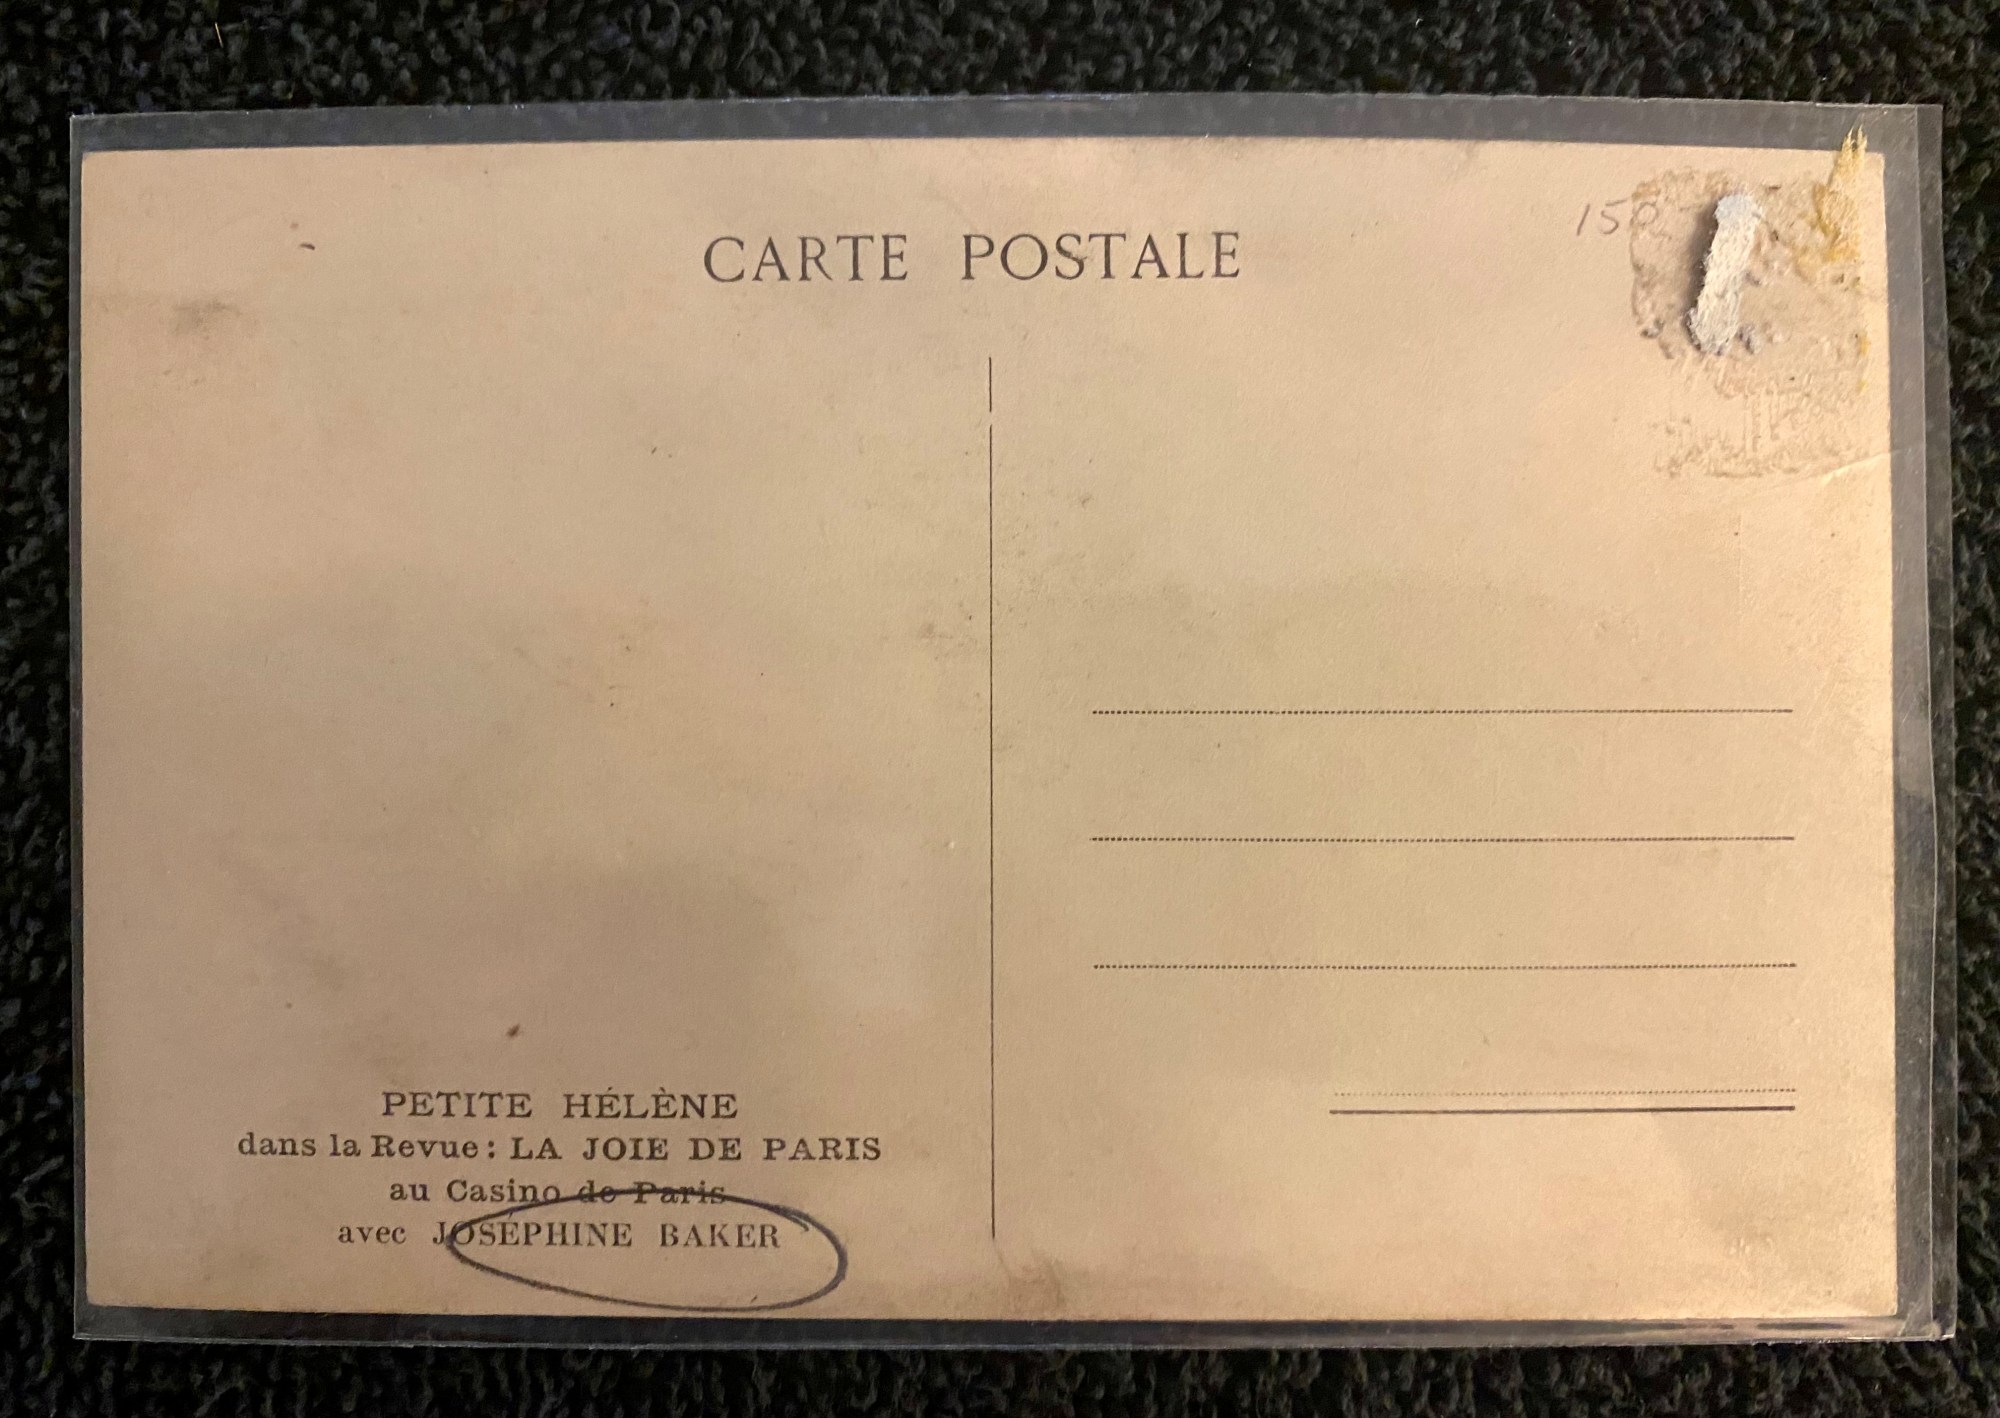 CARTE POSTALE
150
PETITE HÉLÈNE
dans la Revue : LA JOIE DE PARIS
au Casino de Paris
avec JOSÉPHINE BAKER